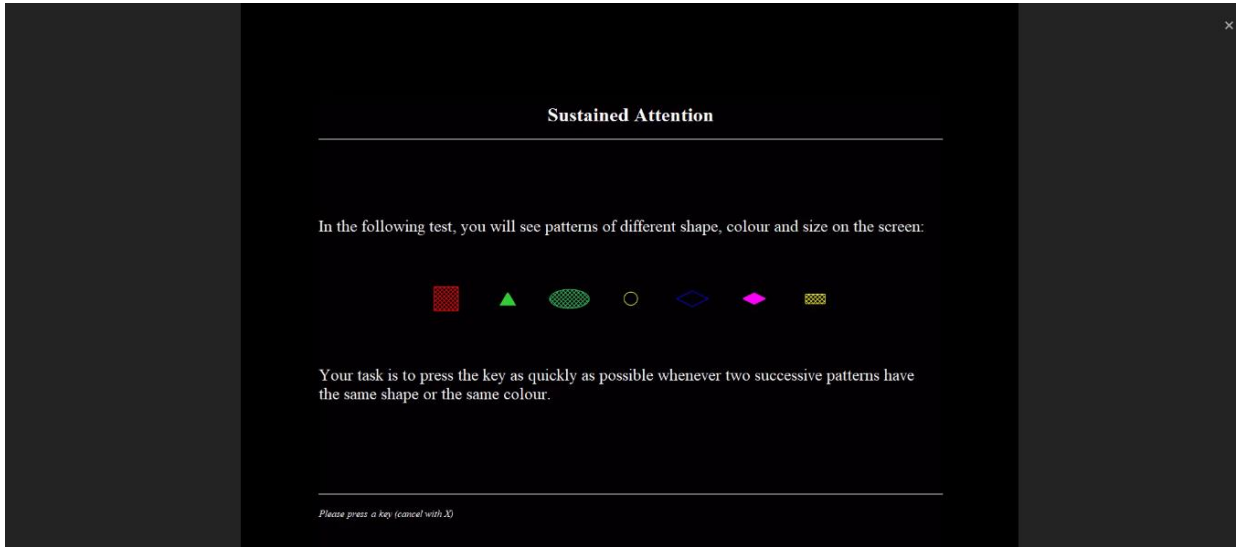 Sustained Attention
In the following test, you will see patterns of different shape, colour and size on the screen:
Your task is to press the key as quickly as possible whenever two successive patterns have
the same shape or the same colour.
Please press a key (cancel with X)